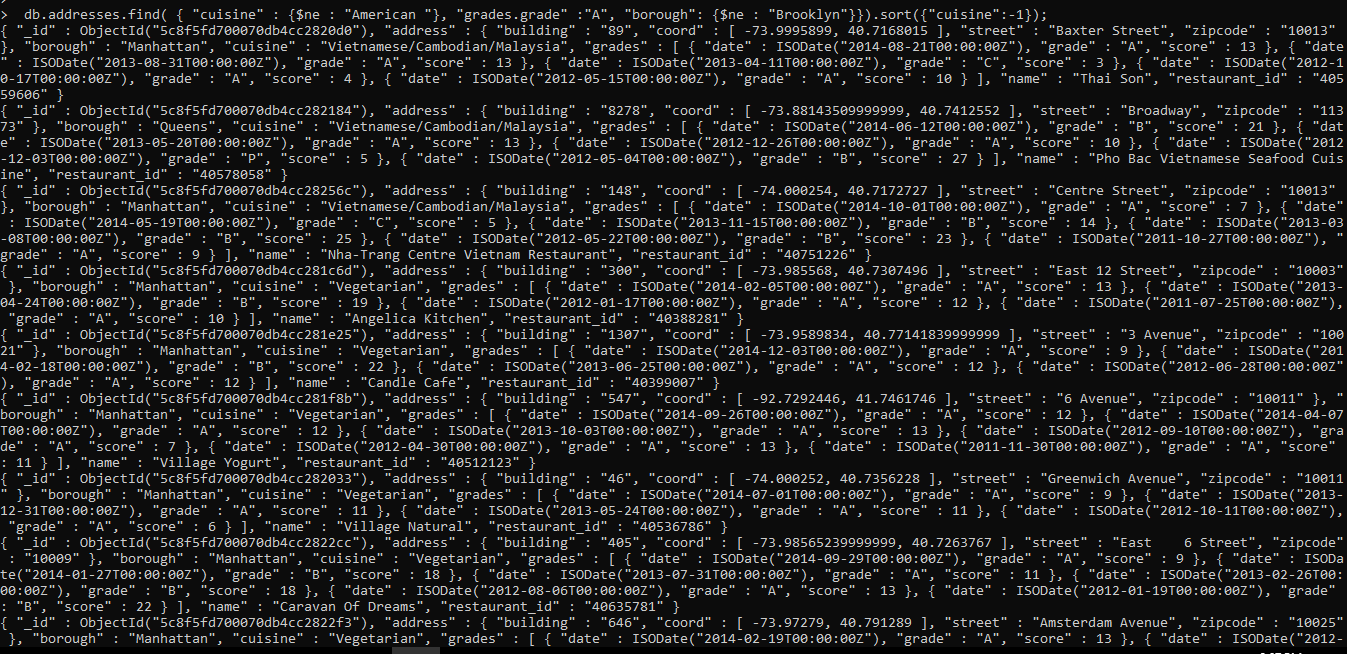 >  db.addresses.find( { "cuisine" : {$ne : "American "}, "grades.grade" :"A", "borough": {$ne : "Brooklyn"}}).sort({"cuisine":-1});
{ "_id" : ObjectId("5c8f5fd700070db4cc2820d0"), "address" : { "building" : "89", "coord" : [ -73.9995899, 40.7168015 ], "street" : "Baxter Street", "zipcode" : "10013"
}, "borough" : "Manhattan", "cuisine" : "Vietnamese/Cambodian/Malaysia", "grades" : [ { "date" : ISODate("2014-08-21T00:00:00Z"), "grade" : "A", "score" : 13 }, { "date
" : ISODate("2013-08-31T00:00:00Z"), "grade" : "A", "score" : 13 }, { "date" : ISODate("2013-04-11T00:00:00Z"), "grade" : "C", "score" : 3 }, { "date" : ISODate("2012-1
0-17T00:00:00Z"), "grade" : "A", "score" : 4 }, { "date" : ISODate("2012-05-15T00:00:00Z"), "grade" : "A", "score" : 10 } ], "name" : "Thai Son", "restaurant_id" : "405
59606" }
{ "_id" : ObjectId("5c8f5fd700070db4cc282184"), "address" : { "building" : "8278", "coord" : [ -73.88143509999999, 40.7412552 ], "street" : "Broadway", "zipcode" : "113
73" }, "borough" : "Queens", "cuisine" : "Vietnamese/Cambodian/Malaysia", "grades" : [ { "date" : ISODate("2014-06-12T00:00:00Z"), "grade" : "B", "score" : 21 }, { "dat
e" : ISODate("2013-05-20T00:00:00Z"), "grade" : "A", "score" : 13 }, { "date" : ISODate("2012-12-26T00:00:00Z"), "grade" : "A", "score" : 10 }, { "date" : ISODate("2012
-12-03T00:00:00Z"), "grade" : "P", "score" : 5 }, { "date" : ISODate("2012-05-04T00:00:00Z"), "grade" : "B", "score" : 27 } ], "name" : "Pho Bac Vietnamese Seafood Cuis
ine", "restaurant_id" : "40578058" }
{ "_id" : ObjectId("5c8f5fd700070db4cc28256c"), "address" : { "building" : "148", "coord" : [ -74.000254, 40.7172727 ], "street" : "Centre Street", "zipcode" : "10013"
}, "borough" : "Manhattan", "cuisine" : "Vietnamese/Cambodian/Malaysia", "grades" : [ { "date" : ISODate("2014-10-01T00:00:00Z"), "grade" : "A", "score" : 7 }, { "date"
 : ISODate("2014-05-19T00:00:00Z"), "grade" : "C", "score" : 5 }, { "date" : ISODate("2013-11-15T00:00:00Z"), "grade" : "B", "score" : 14 }, { "date" : ISODate("2013-03
-08T00:00:00Z"), "grade" : "B", "score" : 25 }, { "date" : ISODate("2012-05-22T00:00:00Z"), "grade" : "B", "score" : 23 }, { "date" : ISODate("2011-10-27T00:00:00Z"), "
grade" : "A", "score" : 9 } ], "name" : "Nha-Trang Centre Vietnam Restaurant", "restaurant_id" : "40751226" }
{ "_id" : ObjectId("5c8f5fd700070db4cc281c6d"), "address" : { "building" : "300", "coord" : [ -73.985568, 40.7307496 ], "street" : "East 12 Street", "zipcode" : "10003"
 }, "borough" : "Manhattan", "cuisine" : "Vegetarian", "grades" : [ { "date" : ISODate("2014-02-05T00:00:00Z"), "grade" : "A", "score" : 13 }, { "date" : ISODate("2013-
04-24T00:00:00Z"), "grade" : "B", "score" : 19 }, { "date" : ISODate("2012-01-17T00:00:00Z"), "grade" : "A", "score" : 12 }, { "date" : ISODate("2011-07-25T00:00:00Z"),
 "grade" : "A", "score" : 10 } ], "name" : "Angelica Kitchen", "restaurant_id" : "40388281" }
{ "_id" : ObjectId("5c8f5fd700070db4cc281e25"), "address" : { "building" : "1307", "coord" : [ -73.9589834, 40.77141839999999 ], "street" : "3 Avenue", "zipcode" : "100
21" }, "borough" : "Manhattan", "cuisine" : "Vegetarian", "grades" : [ { "date" : ISODate("2014-12-03T00:00:00Z"), "grade" : "A", "score" : 9 }, { "date" : ISODate("201
4-02-18T00:00:00Z"), "grade" : "B", "score" : 22 }, { "date" : ISODate("2013-06-25T00:00:00Z"), "grade" : "A", "score" : 12 }, { "date" : ISODate("2012-06-28T00:00:00Z"
), "grade" : "A", "score" : 12 } ], "name" : "Candle Cafe", "restaurant_id" : "40399007" }
{ "_id" : ObjectId("5c8f5fd700070db4cc281f8b"), "address" : { "building" : "547", "coord" : [ -92.7292446, 41.7461746 ], "street" : "6 Avenue", "zipcode" : "10011" }, "
borough" : "Manhattan", "cuisine" : "Vegetarian", "grades" : [ { "date" : ISODate("2014-09-26T00:00:00Z"), "grade" : "A", "score" : 12 }, { "date" : ISODate("2014-04-07
T00:00:00Z"), "grade" : "A", "score" : 12 }, { "date" : ISODate("2013-10-03T00:00:00Z"), "grade" : "A", "score" : 13 }, { "date" : ISODate("2012-09-10T00:00:00Z"), "gra
de" : "A", "score" : 7 }, { "date" : ISODate("2012-04-30T00:00:00Z"), "grade" : "A", "score" : 13 }, { "date" : ISODate("2011-11-30T00:00:00Z"), "grade" : "A", "score"
: 11 } ], "name" : "Village Yogurt", "restaurant_id" : "40512123" }
{ "_id" : ObjectId("5c8f5fd700070db4cc282033"), "address" : { "building" : "46", "coord" : [ -74.000252, 40.7356228 ], "street" : "Greenwich Avenue", "zipcode" : "10011
" }, "borough" : "Manhattan", "cuisine" : "Vegetarian", "grades" : [ { "date" : ISODate("2014-07-01T00:00:00Z"), "grade" : "A", "score" : 9 }, { "date" : ISODate("2013-
12-31T00:00:00Z"), "grade" : "A", "score" : 11 }, { "date" : ISODate("2013-05-24T00:00:00Z"), "grade" : "A", "score" : 11 }, { "date" : ISODate("2012-10-11T00:00:00Z"),
 "grade" : "A", "score" : 6 } ], "name" : "Village Natural", "restaurant_id" : "40536786" }
{ "_id" : ObjectId("5c8f5fd700070db4cc2822cc"), "address" : { "building" : "405", "coord" : [ -73.98565239999999, 40.7263767 ], "street" : "East    6 Street", "zipcode"
 : "10009" }, "borough" : "Manhattan", "cuisine" : "Vegetarian", "grades" : [ { "date" : ISODate("2014-09-29T00:00:00Z"), "grade" : "A", "score" : 9 }, { "date" : ISODa
te("2014-01-27T00:00:00Z"), "grade" : "B", "score" : 18 }, { "date" : ISODate("2013-07-31T00:00:00Z"), "grade" : "A", "score" : 11 }, { "date" : ISODate("2013-02-26T00:
00:00Z"), "grade" : "B", "score" : 18 }, { "date" : ISODate("2012-08-06T00:00:00Z"), "grade" : "A", "score" : 13 }, { "date" : ISODate("2012-01-19T00:00:00Z"), "grade"
: "B", "score" : 22 } ], "name" : "Caravan Of Dreams", "restaurant_id" : "40635781" }
{ "_id" : ObjectId("5c8f5fd700070db4cc2822f3"), "address" : { "building" : "646", "coord" : [ -73.97279, 40.791289 ], "street" : "Amsterdam Avenue", "zipcode" : "10025"
 }, "borough" : "Manhattan", "cuisine" : "Vegetarian", "grades" : [ { "date" : ISODate("2014-02-19T00:00:00Z"), "grade" : "A", "score" : 13 }, { "date" : ISODate("2012-